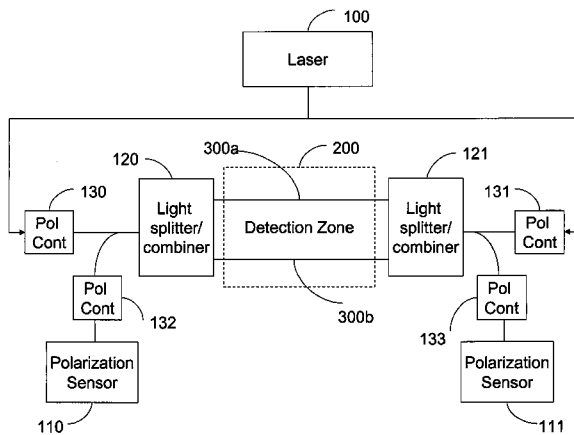 100
Laser
120
300a
200
121
130
131
Pol
Cont
Light
splitter/
combiner
Detection Zone
Light
splitter/
combiner
Pol
Cont
Pol
Cont
132
300b
Pol
Cont
133
Polarization
Sensor
110
Polarization
Sensor
111